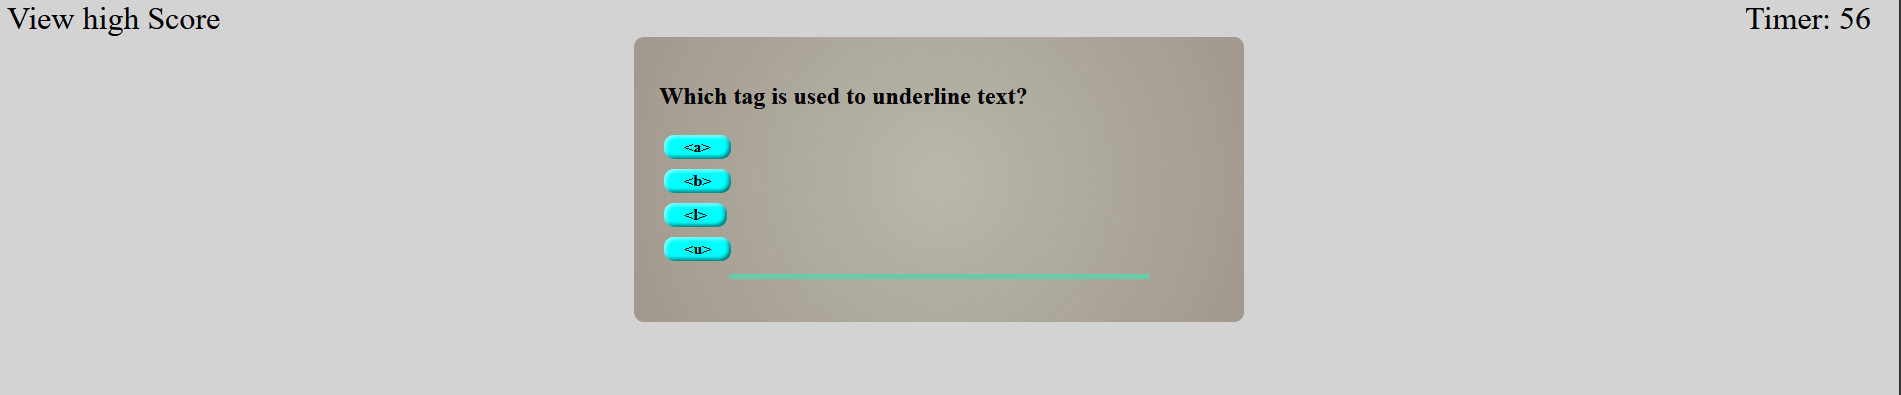 View high Score
Timer: 56
Which tag is used to underline text?
<a>
<b>
<l>
<u>